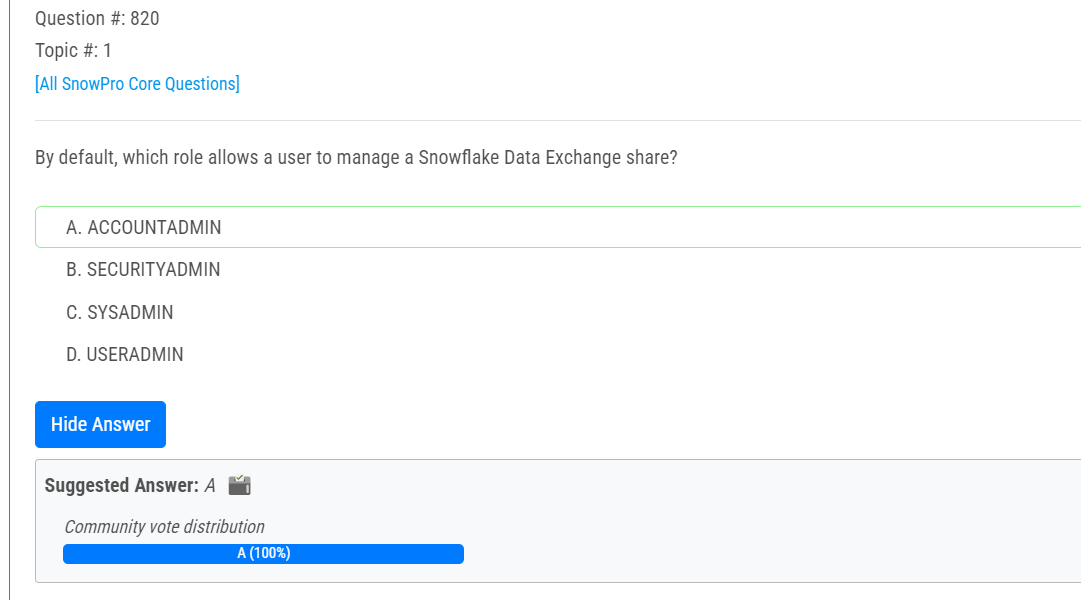 Question #: 820
Topic #: 1
[All SnowPro Core Questions]
By default, which role allows a user to manage a Snowflake Data Exchange share?
A. ACCOUNTADMIN
B. SECURITYADMIN
C. SYSADMIN
D. USERADMIN
Hide Answer
Suggested Answer: A
Community vote distribution
A (100%)